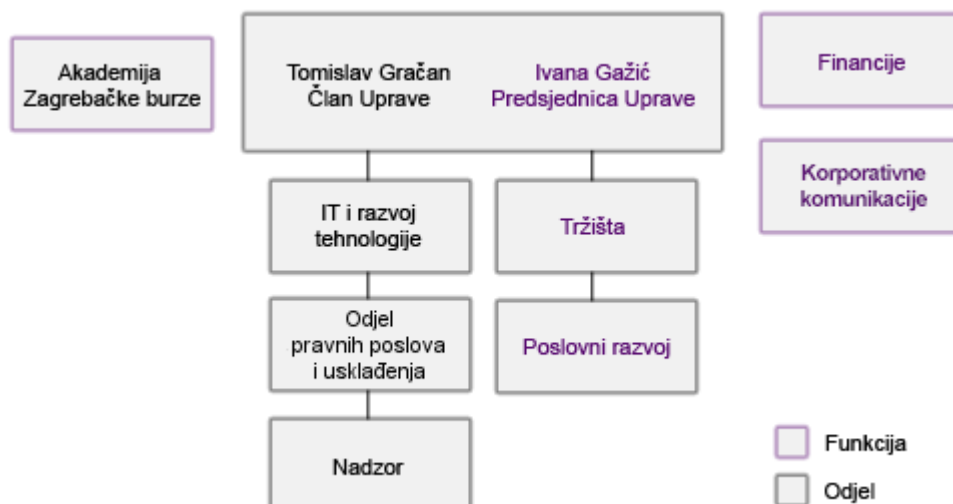 Akademija
Zagrebačke burze
Tomislav Gračan
Član Uprave
Ivana Gažić
Predsjednica Uprave
Financije
Korporativne
komunikacije
IT i razvoj
tehnologije
Tržišta
Odjel
pravnih poslova
i usklađenja
Poslovni razvoj
Nadzor
Funkcija
Odjel